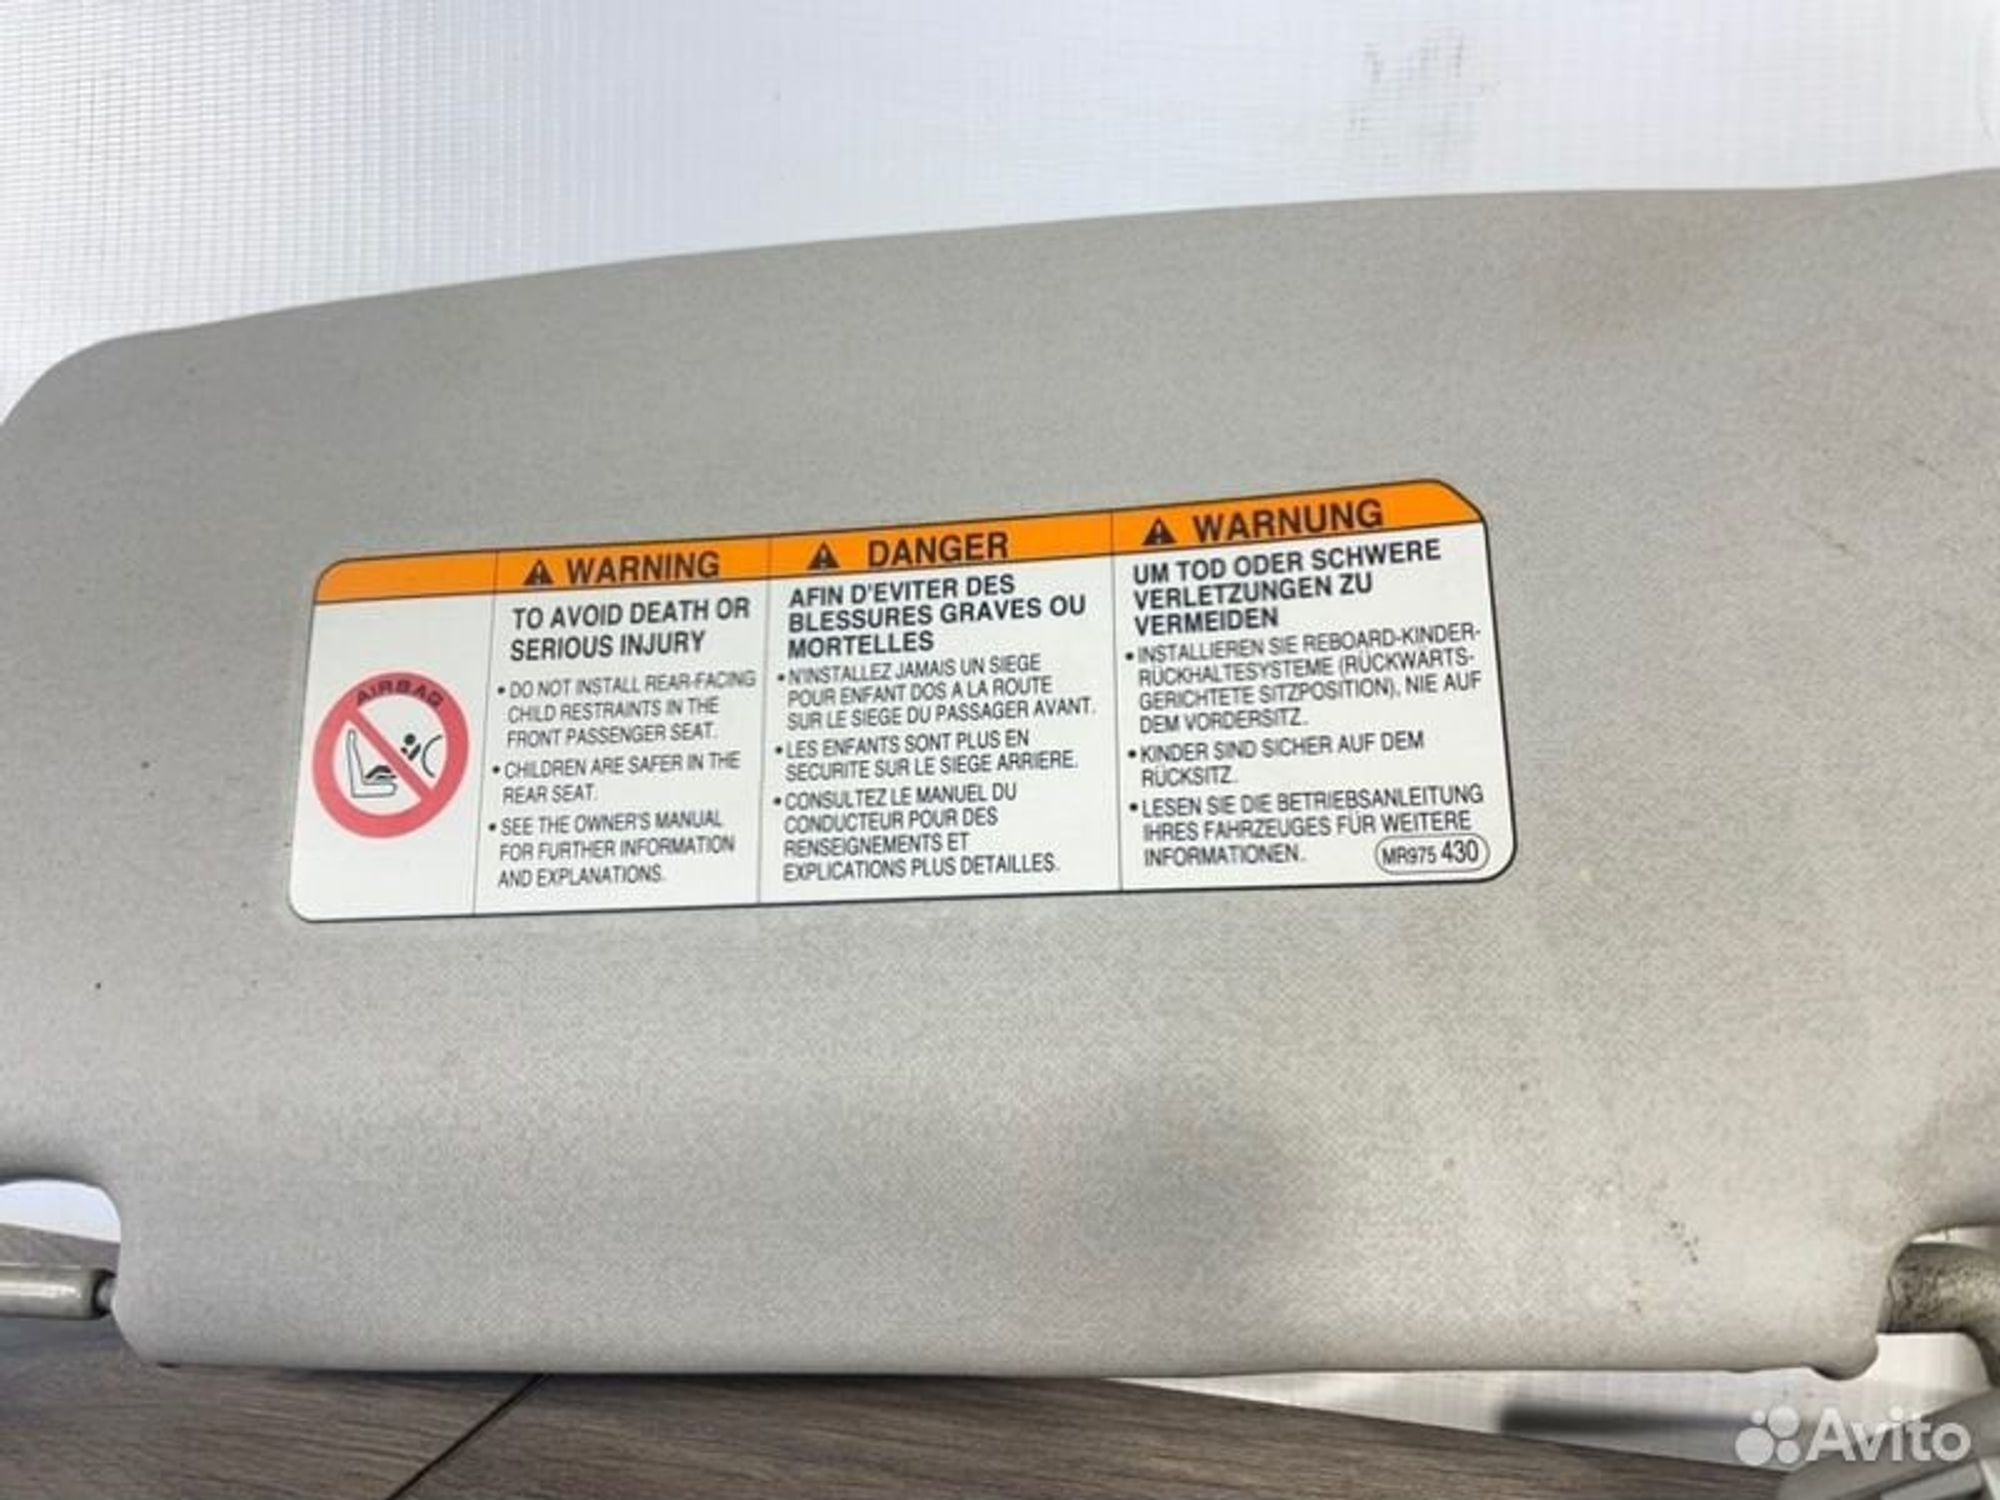 AIRBAG
WARNING
TO AVOID DEATH OR
SERIOUS INJURY
• DO NOT INSTALL REAR-FACING
CHILD RESTRAINTS IN THE
FRONT PASSENGER SEAT.
• CHILDREN ARE SAFER IN THE
REAR SEAT.
• SEE THE OWNER'S MANUAL
FOR FURTHER INFORMATION
AND EXPLANATIONS.
DANGER
AFIN D'EVITER DES
BLESSURES GRAVES OU
MORTELLES
• N'INSTALLEZ JAMAIS UN SIEGE
POUR ENFANT DOS A LA ROUTE
SUR LE SIEGE DU PASSAGER AVANT.
• LES ENFANTS SONT PLUS EN
SECURITE SUR LE SIEGE ARRIERE.
• CONSULTEZ LE MANUEL DU
CONDUCTEUR POUR DES
RENSEIGNEMENTS ET
EXPLICATIONS PLUS DETAILLES.
WARNUNG
UM TOD ODER SCHWERE
VERLETZUNGEN ZU
VERMEIDEN
• INSTALLIEREN SIE REBOARD-KINDER-
RÜCKHALTESYSTEME (RÜCKWÄRTS-
GERICHTETE SITZPOSITION), NIE AUF
DEM VORDERSITZ.
• KINDER SIND SICHER AUF DEM
RÜCKSITZ.
• LESEN SIE DIE BETRIEBSANLEITUNG
IHRES FAHRZEUGES FÜR WEITERE
INFORMATIONEN.
MR975 430
Avito